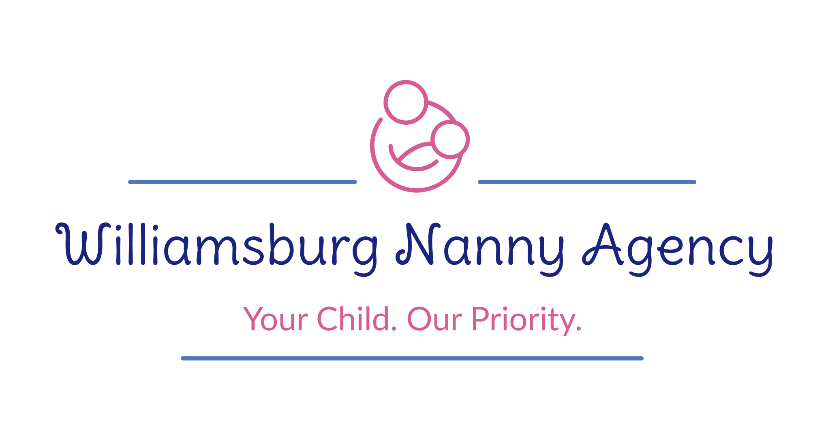 Williamsburg Nanny Agency
Your Child. Our Priority.